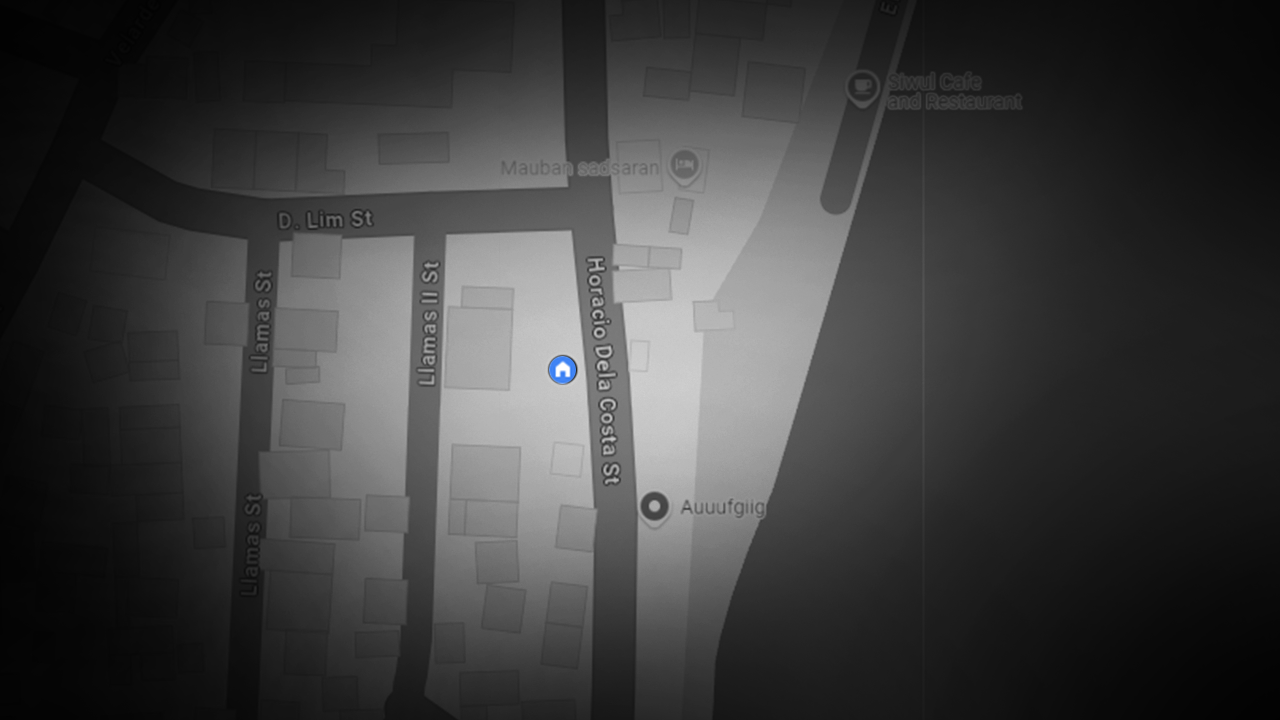 E
Siwul Cafe
and Restaurant
Mauban sadsaran
D. Lim St
Llamas St
Llamas II St
Horacio Dela Costa St
Llamas St
Auuufgiig